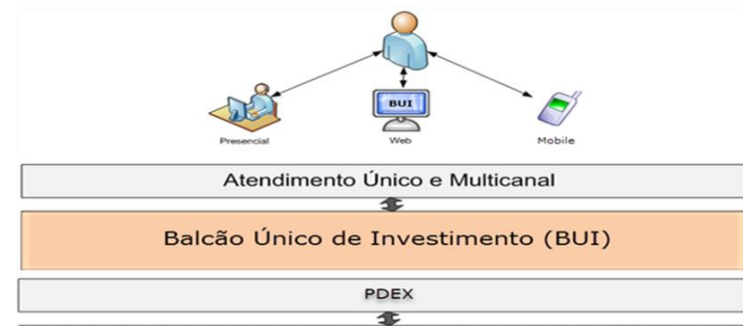 BUI
Presencial
Web
Mobile
Atendimento Único e Multicanal
Balcão Único de Investimento (BUI)
PDEX